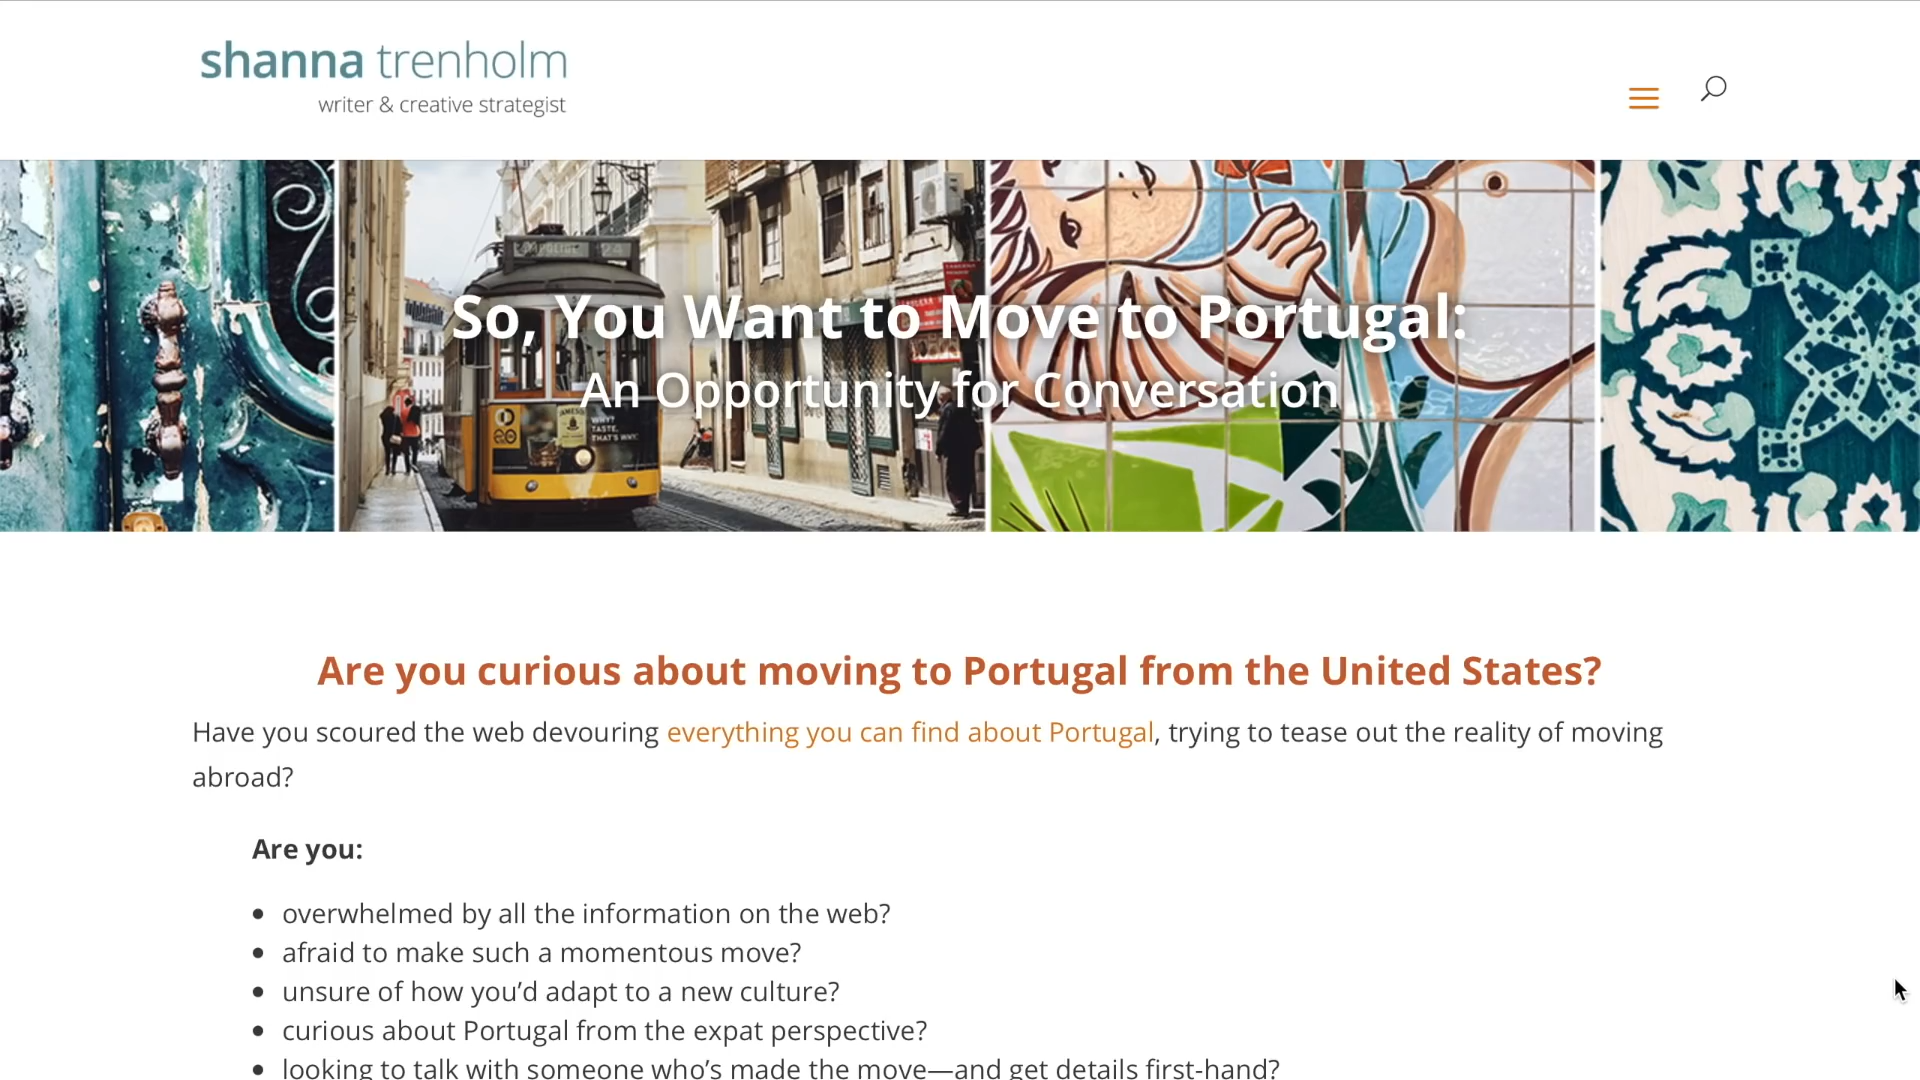 shanna trenholm
writer & creative strategist
So, You Want to Move to Portugal:
An Opportunity for Conversation
WHY?
TASTE.
THAT'S WHY.
Are you curious about moving to Portugal from the United States?
Have you scoured the web devouring everything you can find about Portugal, trying to tease out the reality of moving
abroad?
Are you:
• overwhelmed by all the information on the web?
• afraid to make such a momentous move?
• unsure of how you’d adapt to a new culture?
• curious about Portugal from the expat perspective?
• looking to talk with someone who’s made the move—and get details first-hand?